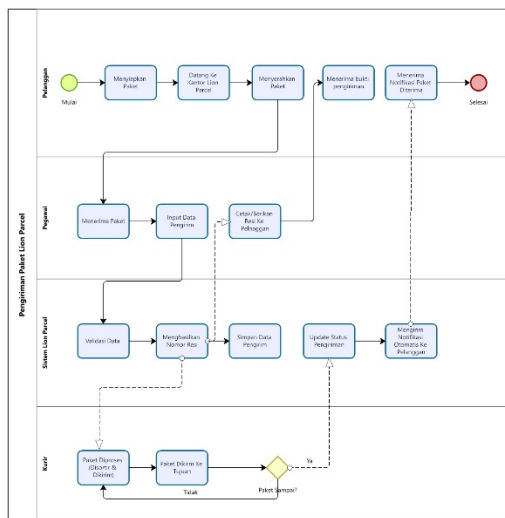 Pengiriman Paket Lion Parcel
Pelanggan
Mulai
Menyiapkan
Paket
Datang Ke
Kantor Lion
Parcel
Menyerahkan
Paket
Menerima Bukti
pengiriman
Menerima
Notifikasi Paket
Diterima
Selesai
Pegawai
Menerima Paket
Input Data
Pengirim
Cetak/Berikan
Resi Ke
Pelnaggan
Sistem Lion Parcel
Validasi Data
Menghasilkan
Nomor Resi
Simpan Data
Pengirim
Update Status
Pengiriman
Mengirim
Notifikasi
Otomatis Ke
Pelanggan
Kurir
Paket Diproses
(Disortir &
Dikirim)
Paket Dikirm Ke
Tujuan
Paket Sampai?
Ya
Tidak